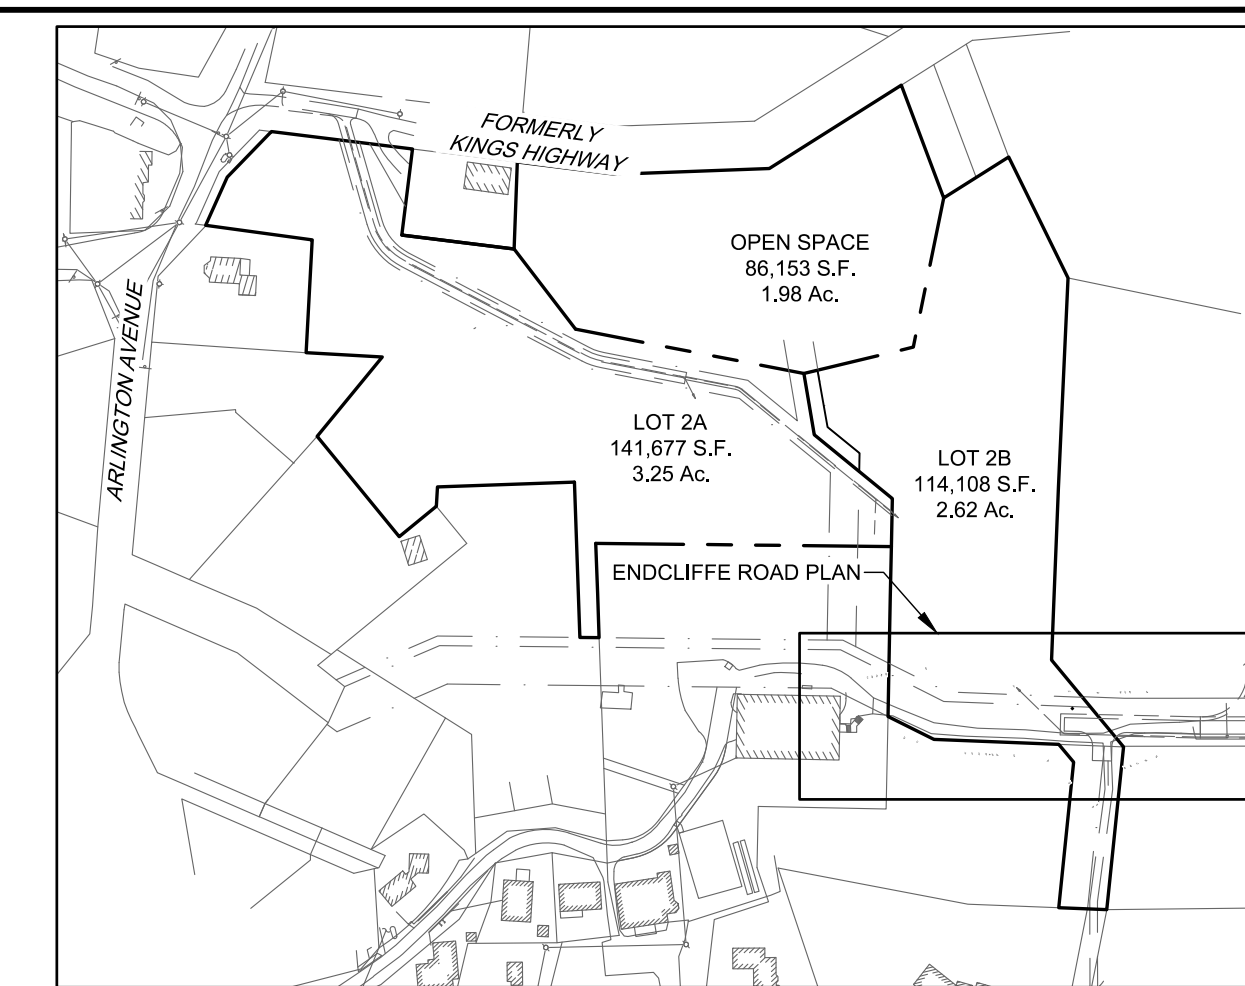 FORMERLY
KINGS HIGHWAY
OPEN SPACE
86,153 S.F.
1.98 Ac.
ARLINGTON AVENUE
LOT 2A
141,677 S.F.
3.25 Ac.
LOT 2B
114,108 S.F.
2.62 Ac.
ENDCLIFFE ROAD PLAN